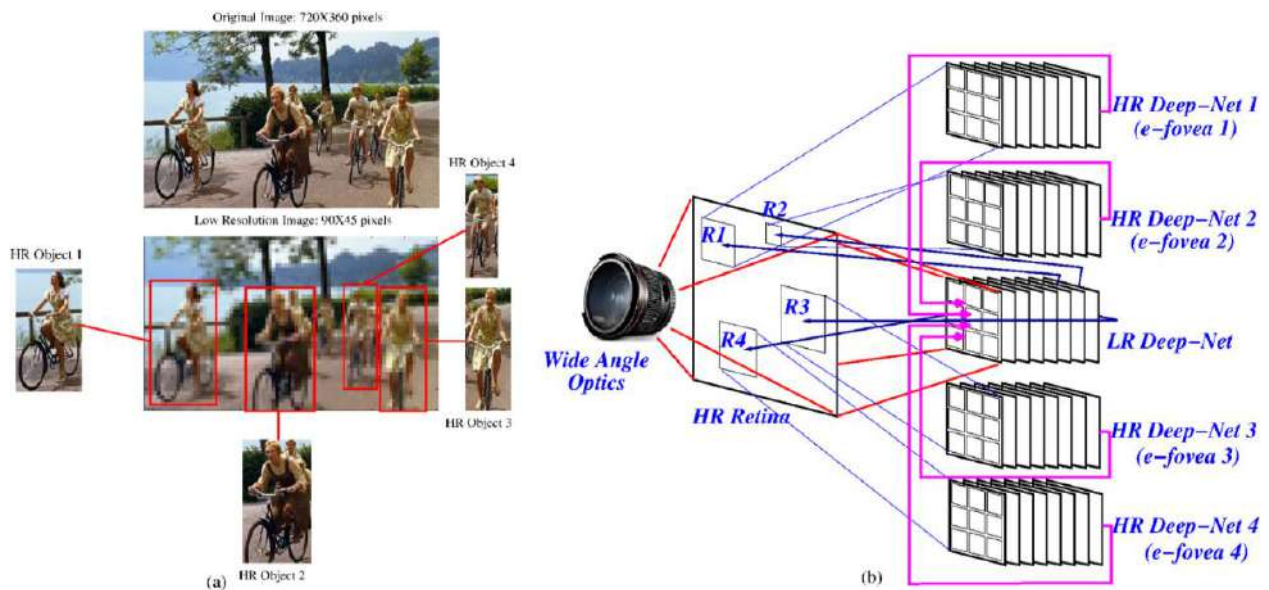 Original Image: 720X360 pixels
HR Object 4
Low Resolution Image: 90X45 pixels
HR Object 1
HR Object 3
HR Object 2
(a)
HR Deep-Net 1
(e-fovea 1)
R2
R1
HR Deep-Net 2
(e-fovea 2)
R3
R4
LR Deep-Net
Wide Angle
Optics
HR Retina
HR Deep-Net 3
(e-fovea 3)
HR Deep-Net 4
(e-fovea 4)
(b)